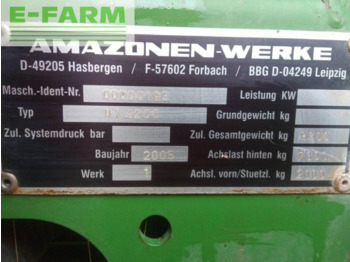 E-FARM
AMAZONEN-WERKE
D-49205 Hasbergen / F-57602 Forbach / BBG D-04249 Leipzig
Masch.-Ident-Nr. Leistung KW
Typ Grundgewicht kg
Zul. Systemdruck bar Zul. Gesamtgewicht kg
Baujahr 2005 Achslast hinten kg
Werk 1 Achsl. vorn/Stuetzl. kg 2000